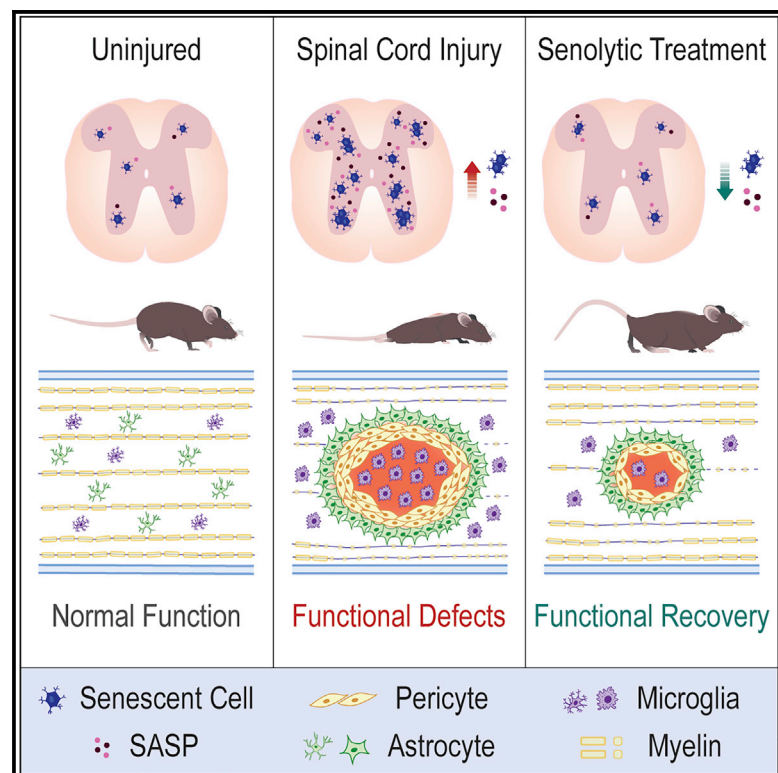 Uninjured
Spinal Cord Injury
Senolytic Treatment
Normal Function
Functional Defects
Functional Recovery
Senescent Cell
Pericyte
Microglia
SASP
Astrocyte
Myelin